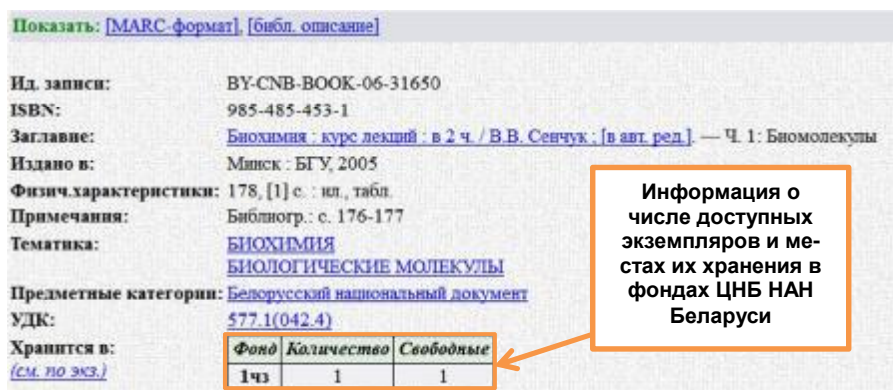 Показать: [MARC-формат], [библ. описание]
Ид. записи: BY-CNB-BOOK-06-31650
ISBN: 985-485-453-1
Заглавие: Биохимия : курс лекций : в 2 ч. / В.В. Сенчук ; [в авт. ред.]. — Ч. 1: Биомолекулы
Издано в: Минск : БГУ, 2005
Физич.характеристики: 178, [1] с. : ил., табл.
Примечания: Библиогр.: с. 176-177
Тематика: БИОХИМИЯ
БИОЛОГИЧЕСКИЕ МОЛЕКУЛЫ
Предметные категории: Белорусский национальный документ
УДК: 577.1(042.4)
Хранится в: Фонд Количество Свободные
(см. по экз.) 1чз 1 1
Информация о
числе доступных
экземпляров и ме-
стах их хранения в
фондах ЦНБ НАН
Беларуси